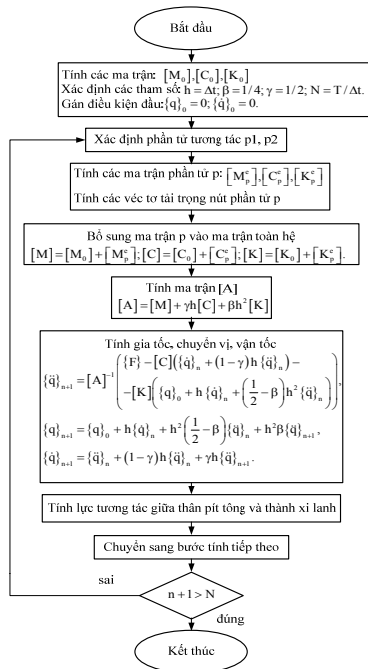 Bắt đầu
Tính các ma trận: [M₀],[C₀],[K₀]
Xác định các tham số: h = Δt; β = 1/4; γ = 1/2; N = T/Δt.
Gán điều kiện đầu: {q}₀ = 0; {q̇}₀ = 0.
Xác định phần tử tương tác p1, p2
Tính các ma trận phần tử p: [Mₚᵉ],[Cₚᵉ],[Kₚᵉ]
Tính các véc tơ tải trọng nút phần tử p
Bổ sung ma trận p vào ma trận toàn hệ
[M] = [M₀] + [Mₚᵉ]; [C] = [C₀] + [Cₚᵉ]; [K] = [K₀] + [Kₚᵉ].
Tính ma trận [A]
[A] = [M] + γh[C] + βh²[K]
Tính gia tốc, chuyển vị, vận tốc
{q̈}ₙ₊₁ = [A]⁻¹ ( {F} − [C]({q̇}ₙ + (1 − γ)h{q̈}ₙ) −
−[K]( {q}₀ + h{q̇}ₙ + (1/2 − β)h²{q̈}ₙ ) ),
{q}ₙ₊₁ = {q}₀ + h{q̇}ₙ + h²(1/2 − β){q̈}ₙ + h²β{q̈}ₙ₊₁,
{q̇}ₙ₊₁ = {q̈}ₙ + (1 − γ)h{q̈}ₙ + γh{q̈}ₙ₊₁.
Tính lực tương tác giữa thân pít tông và thành xi lanh
Chuyển sang bước tính tiếp theo
sai
n + 1 > N
đúng
Kết thúc